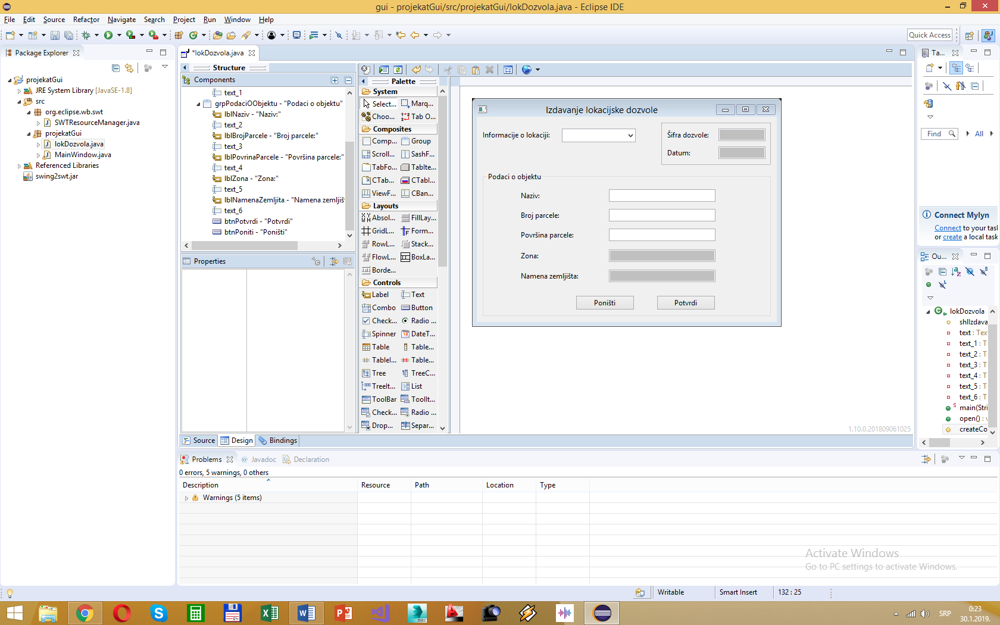 gui - projekatGui/src/projekatGui/lokDozvola.java - Eclipse IDE
File Edit Source Refactor Navigate Search Project Run Window Help
Quick Access
Package Explorer
projekatGui
JRE System Library [JavaSE-1.8]
src
org.eclipse.wb.swt
SWTResourceManager.java
projekatGui
lokDozvola.java
MainWindow.java
Referenced Libraries
swing2swt.jar
*lokDozvola.java
Structure
Components
text_1
grpPodaciOObjektu - "Podaci o objektu"
lblNaziv - "Naziv:"
text_2
lblBrojParcele - "Broj parcele:"
text_3
lblPovrinaParcele - "Površina parcele:"
text_4
lblZona - "Zona:"
text_5
lblNamenaZemljita - "Namena zemljiš
text_6
btnPotvrdi - "Potvrdi"
btnPoniti - "Poništi"
Properties
Palette
System
Select... Marq...
Choo... Tab O...
Composites
Comp... Group
Scroll... SashF...
TabFo... TabIte...
CTab... CTabI...
ViewF... CBan...
Layouts
Absol... FillLay...
GridL... Form...
RowL... Stack...
FlowL... BoxLa...
Borde...
Controls
Label Text
Combo Button
Check... Radio ...
Spinner DateT...
Table Table...
TableI... Table...
Tree TreeC...
TreeIt... List
ToolBar ToolIt...
Check... Radio ...
Drop... Separ...
Izdavanje lokacijske dozvole
Informacije o lokaciji:
Šifra dozvole:
Datum:
Podaci o objektu
Naziv:
Broj parcele:
Površina parcele:
Zona:
Namena zemljišta:
Poništi Potvrdi
1.10.0.201809061025
Source Design Bindings
Ta...
Find All
Connect Mylyn
Connect to your task
or create a local task
Ou...
lokDozvola
shlIzdava
text : Tex
text_1 : T
text_2 : T
text_3 : T
text_4 : T
text_5 : T
text_6 : T
main(Stri
open() : v
createCo
Problems @ Javadoc Declaration
0 errors, 5 warnings, 0 others
Description Resource Path Location Type
Warnings (5 items)
Activate Windows
Go to PC settings to activate Windows.
Writable Smart Insert 132 : 25
SRP
0:23
30.1.2019.